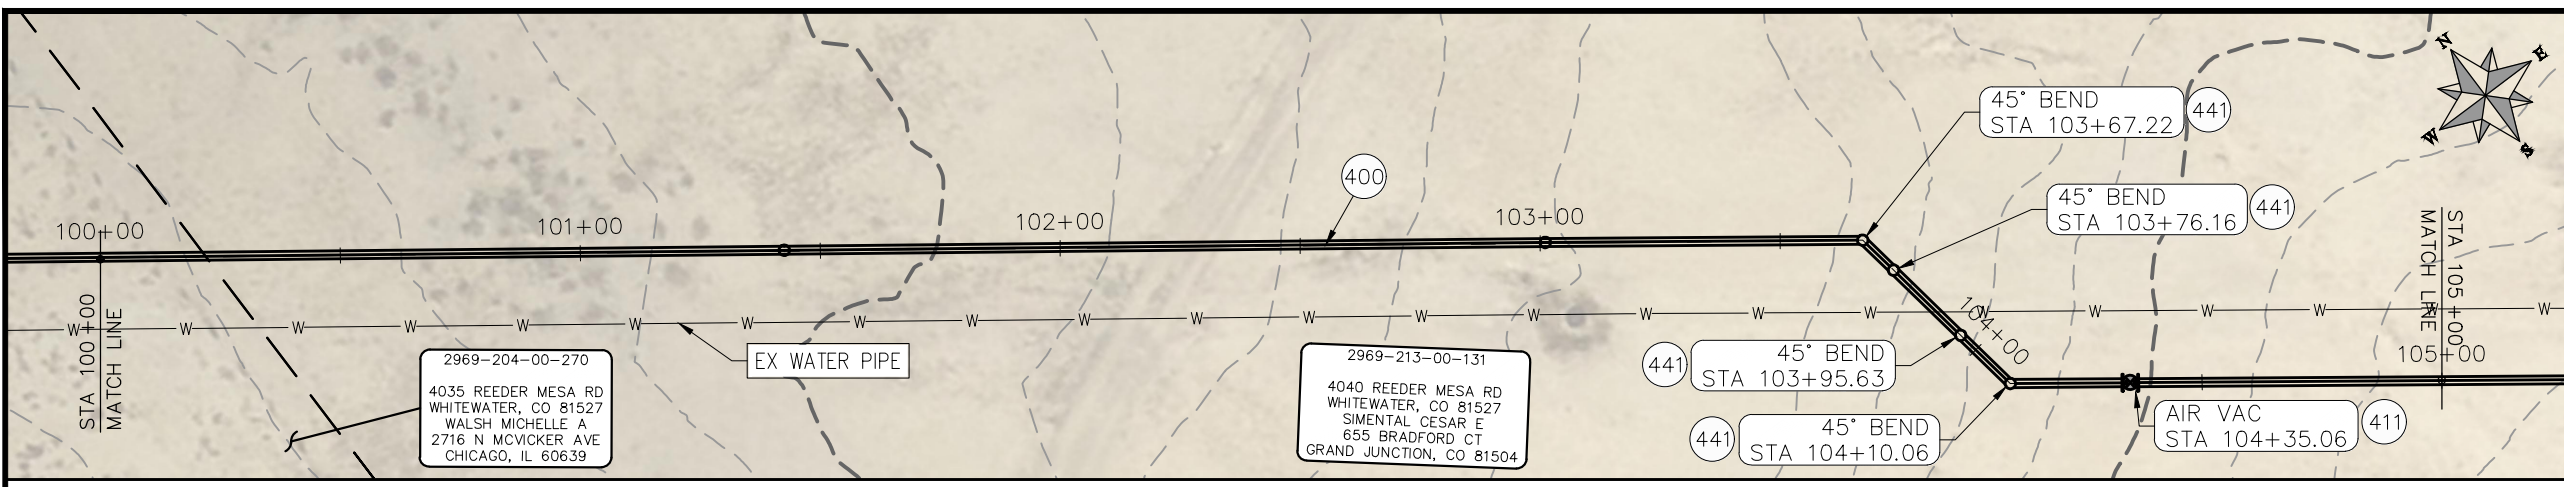 100+00
101+00
102+00
103+00
104+00
105+00
400
45° BEND
STA 103+67.22
441
45° BEND
STA 103+76.16
441
N
E
W
S
STA 105+00
MATCH LINE
STA 100+00
MATCH LINE
W W W W W W W W W W W W W W W W W W W W W W W
EX WATER PIPE
2969-204-00-270
4035 REEDER MESA RD
WHITEWATER, CO 81527
WALSH MICHELLE A
2716 N MCVICKER AVE
CHICAGO, IL 60639
2969-213-00-131
4040 REEDER MESA RD
WHITEWATER, CO 81527
SIMENTAL CESAR E
655 BRADFORD CT
GRAND JUNCTION, CO 81504
441
45° BEND
STA 103+95.63
441
45° BEND
STA 104+10.06
AIR VAC
STA 104+35.06
411